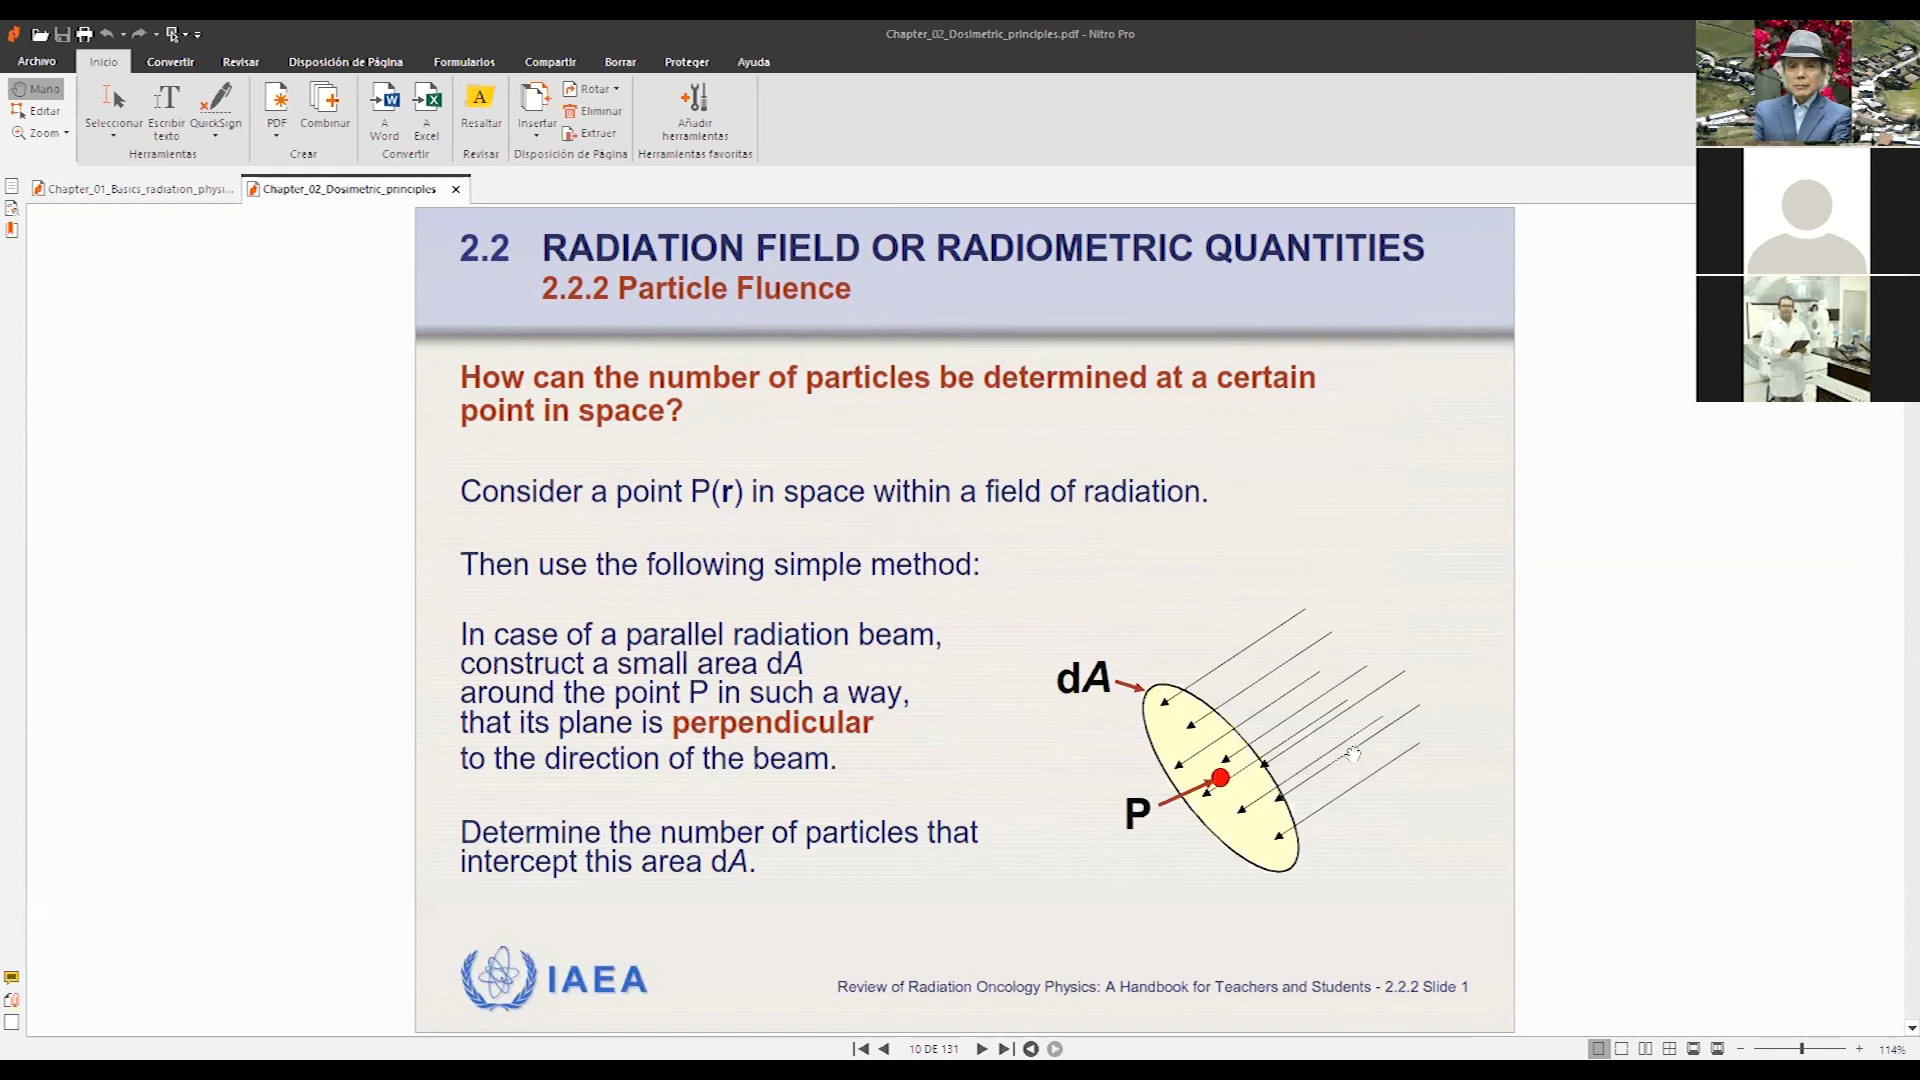 Chapter_02_Dosimetric_principles.pdf - Nitro Pro
Archivo Inicio Convertir Revisar Disposición de Página Formularios Compartir Borrar Proteger Ayuda
Mano
Editar
Zoom
Seleccionar Escribir texto QuickSign
Herramientas
PDF Combinar
Crear
A Word A Excel
Convertir
Resaltar
Revisar
Insertar Rotar
Eliminar
Extraer
Disposición de Página
Añadir herramientas
Herramientas favoritas
Chapter_01_Basics_radiation_physi... Chapter_02_Dosimetric_principles
2.2 RADIATION FIELD OR RADIOMETRIC QUANTITIES
2.2.2 Particle Fluence
How can the number of particles be determined at a certain
point in space?
Consider a point P(r) in space within a field of radiation.
Then use the following simple method:
In case of a parallel radiation beam,
construct a small area dA
around the point P in such a way,
that its plane is perpendicular
to the direction of the beam.
Determine the number of particles that
intercept this area dA.
dA
P
IAEA
Review of Radiation Oncology Physics: A Handbook for Teachers and Students - 2.2.2 Slide 1
10 DE 131
114%